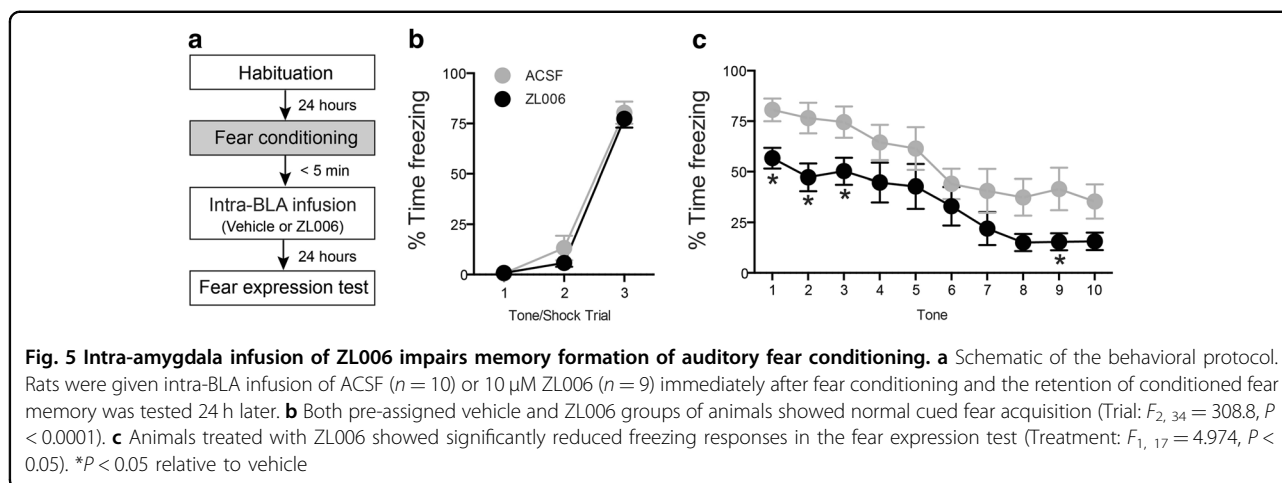 a
Habituation
24 hours
Fear conditioning
< 5 min
Intra-BLA infusion
(Vehicle or ZL006)
24 hours
Fear expression test
b
ACSF
ZL006
% Time freezing
100
75
50
25
0
1 2 3
Tone/Shock Trial
c
% Time freezing
100
75
50
25
0
* * * *
1 2 3 4 5 6 7 8 9 10
Tone
Fig. 5 Intra-amygdala infusion of ZL006 impairs memory formation of auditory fear conditioning. a Schematic of the behavioral protocol.
Rats were given intra-BLA infusion of ACSF (n = 10) or 10 µM ZL006 (n = 9) immediately after fear conditioning and the retention of conditioned fear
memory was tested 24 h later. b Both pre-assigned vehicle and ZL006 groups of animals showed normal cued fear acquisition (Trial: F2, 34 = 308.8, P
< 0.0001). c Animals treated with ZL006 showed significantly reduced freezing responses in the fear expression test (Treatment: F1, 17 = 4.974, P <
0.05). *P < 0.05 relative to vehicle